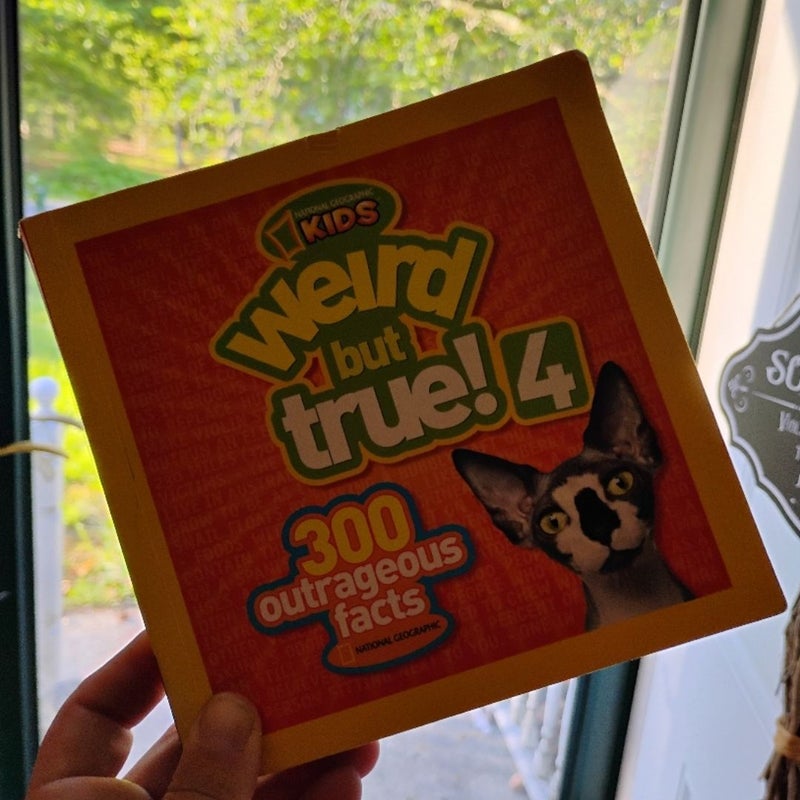 NATIONAL GEOGRAPHIC
KIDS
weird
but
true! 4
300
outrageous
facts
NATIONAL GEOGRAPHIC